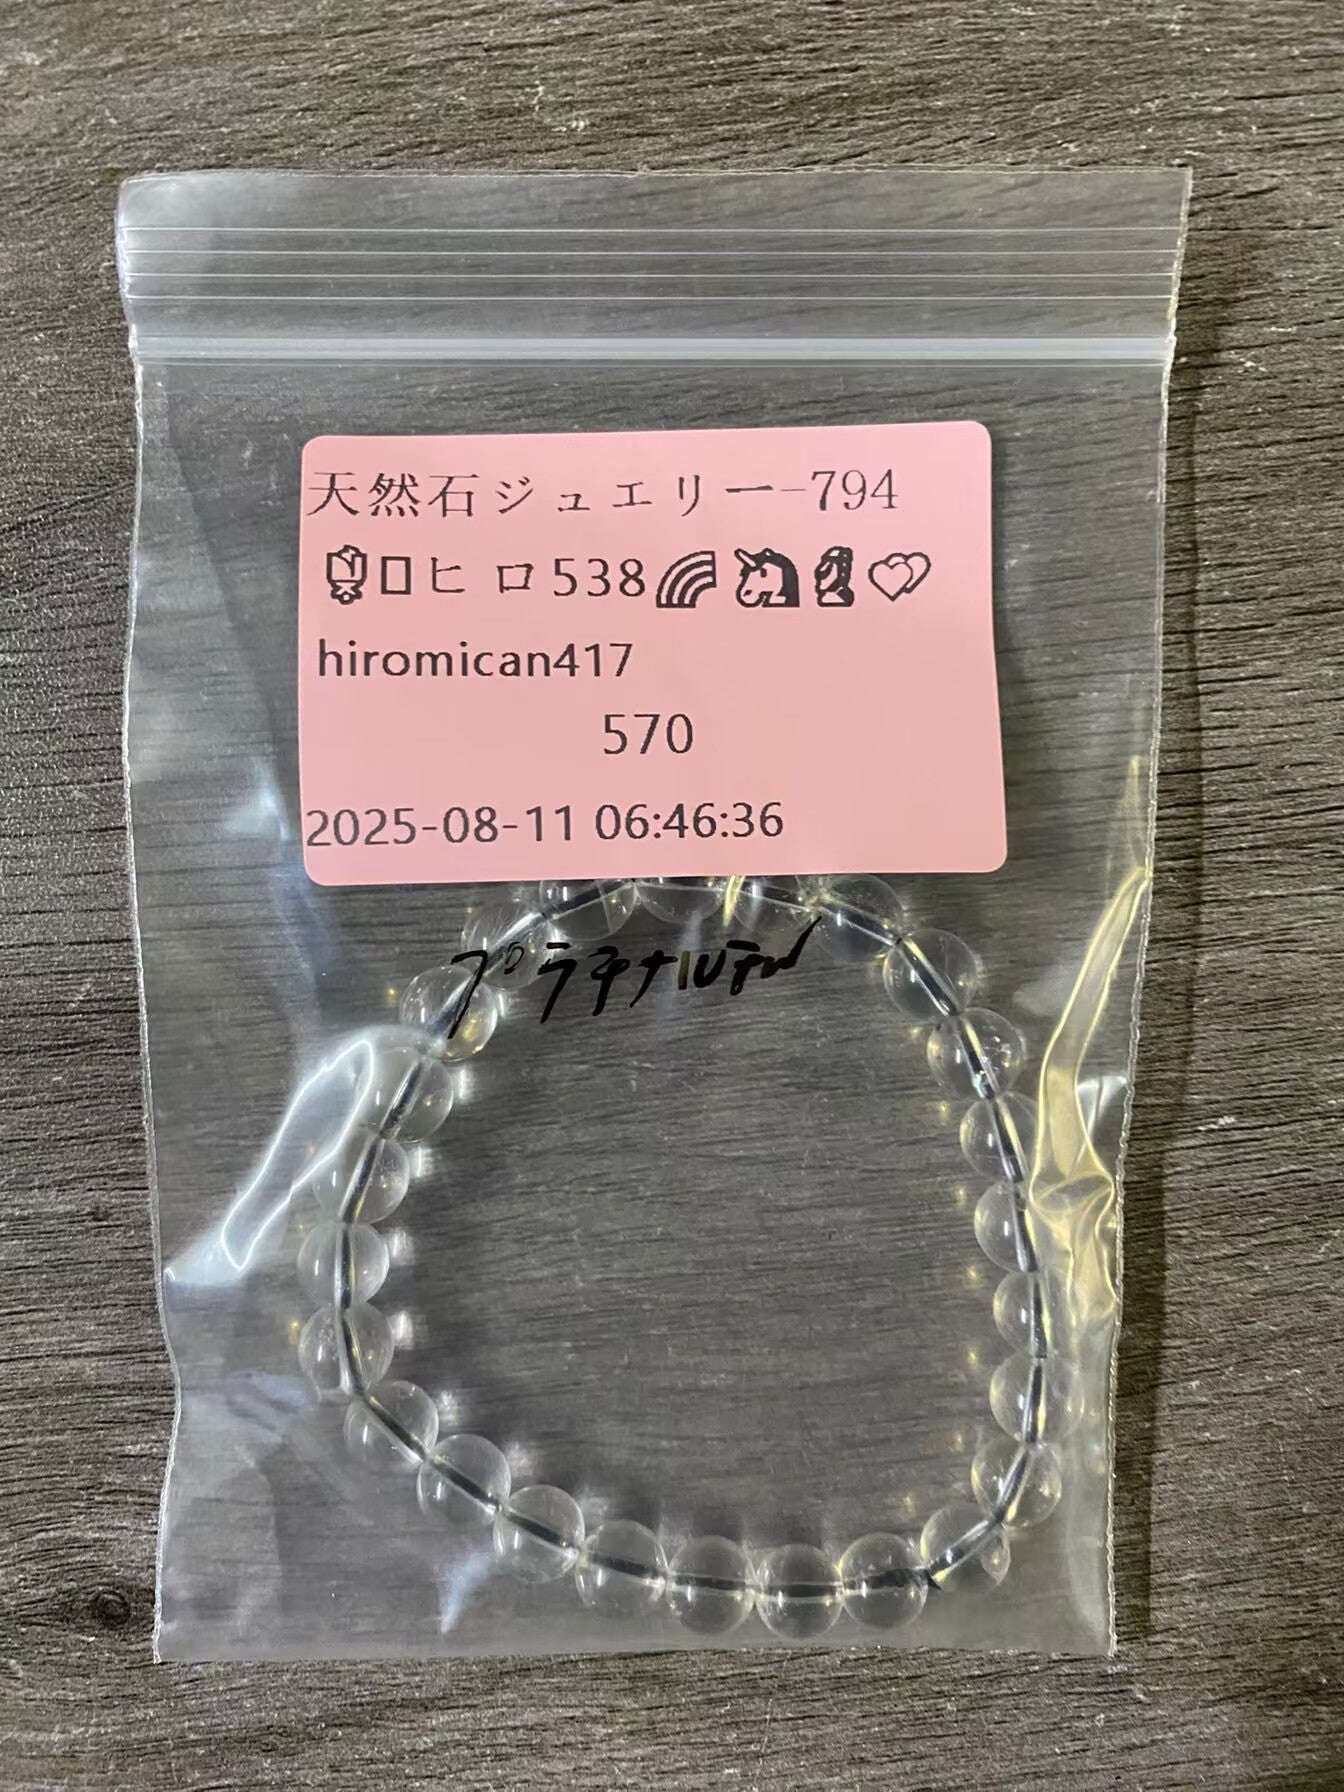 天然石ジュエリー-794
🌹□ヒロ538🌈🦄💈💕
hiromican417
570
2025-08-11 06:46:36
プラチナルチル